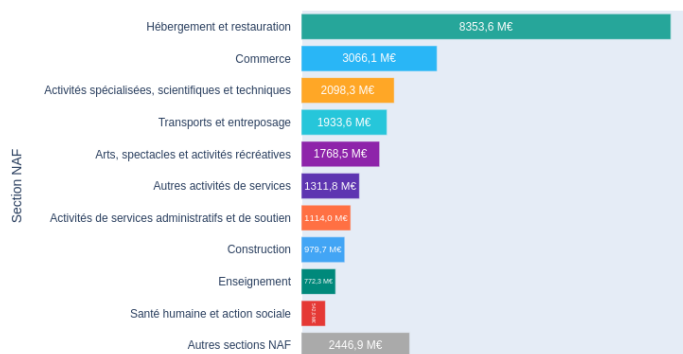 Section NAF
Hébergement et restauration
8353,6 M€
Commerce
3066,1 M€
Activités spécialisées, scientifiques et techniques
2098,3 M€
Transports et entreposage
1933,6 M€
Arts, spectacles et activités récréatives
1768,5 M€
Autres activités de services
1311,8 M€
Activités de services administratifs et de soutien
1114,0 M€
Construction
979,7 M€
Enseignement
772,3 M€
Santé humaine et action sociale
Autres sections NAF
2446,9 M€